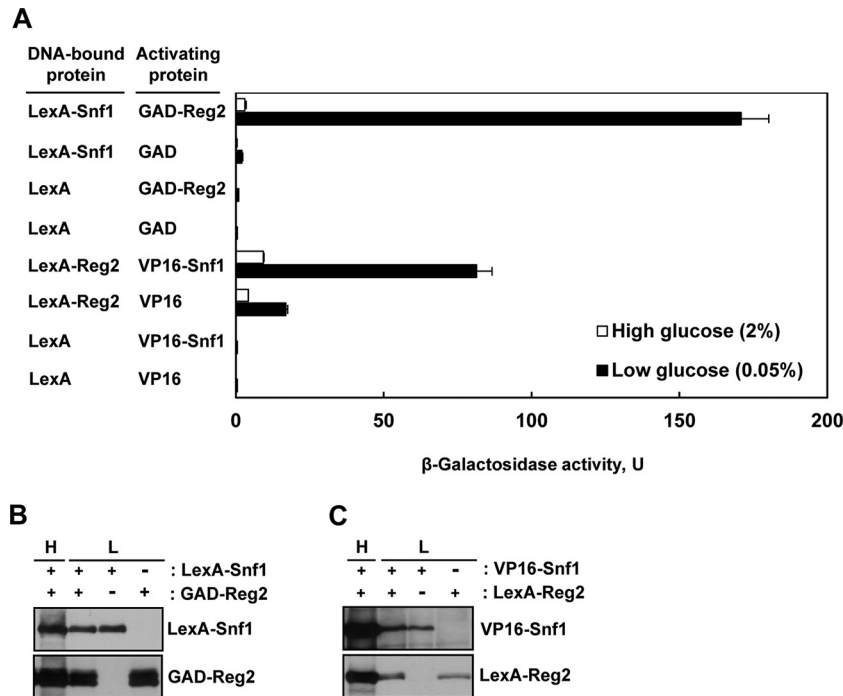 A
DNA-bound protein
Activating protein
LexA-Snf1 GAD-Reg2
LexA-Snf1 GAD
LexA GAD-Reg2
LexA GAD
LexA-Reg2 VP16-Snf1
LexA-Reg2 VP16
LexA VP16-Snf1
LexA VP16
High glucose (2%)
Low glucose (0.05%)
0 50 100 150 200
β-Galactosidase activity, U
B
H L
+ + + - : LexA-Snf1
+ + - + : GAD-Reg2
LexA-Snf1
GAD-Reg2
C
H L
+ + + - : VP16-Snf1
+ + - + : LexA-Reg2
VP16-Snf1
LexA-Reg2